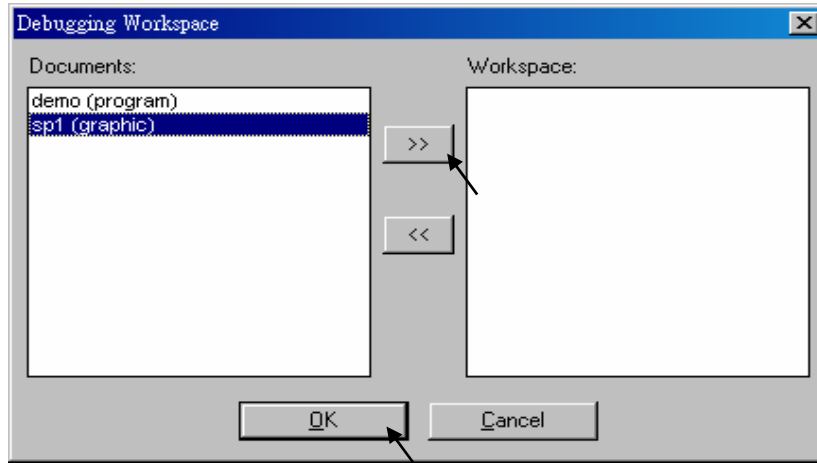 Debugging Workspace
Documents:
Workspace:
demo (program)
sp1 (graphic)
>>
<<
OK
Cancel